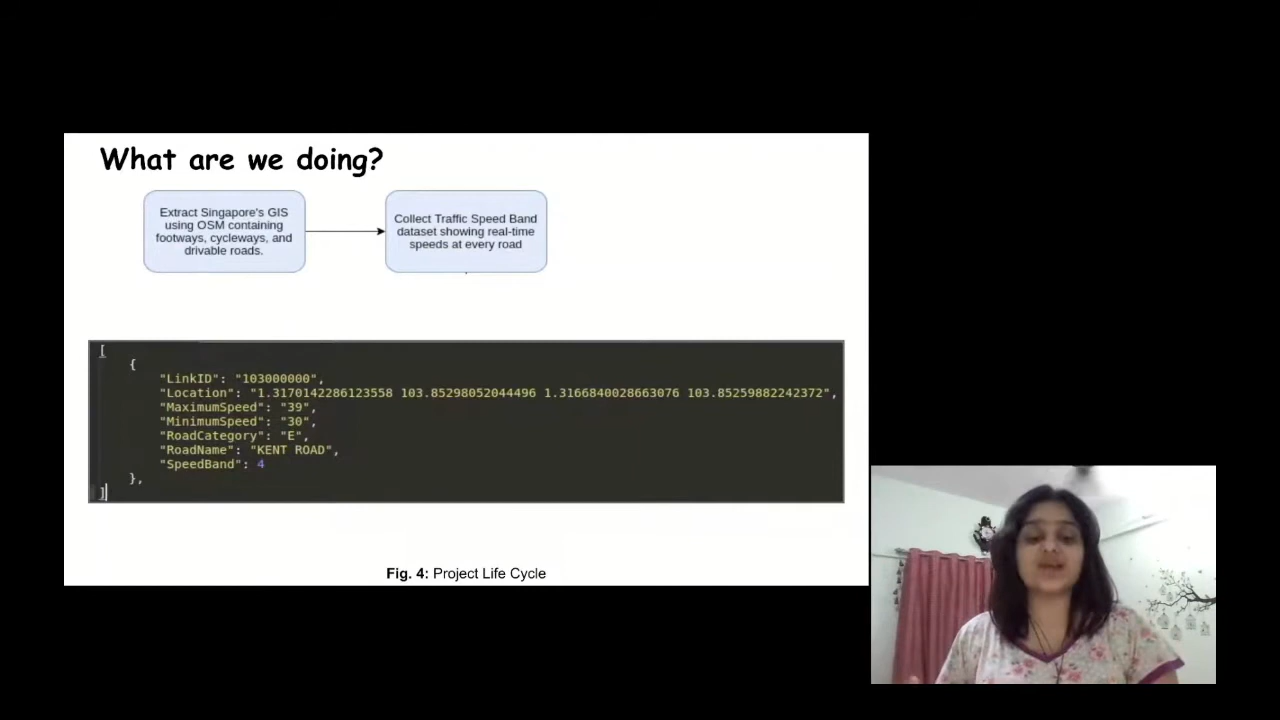 What are we doing?
Extract Singapore's GIS
using OSM containing
footways, cycleways, and
drivable roads.
Collect Traffic Speed Band
dataset showing real-time
speeds at every road
[
{
"LinkID": "103000000",
"Location": "1.3170142286123558 103.85298052044496 1.3166840028663076 103.85259882242372",
"MaximumSpeed": "39",
"MinimumSpeed": "30",
"RoadCategory": "E",
"RoadName": "KENT ROAD",
"SpeedBand": 4
},
]
Fig. 4: Project Life Cycle